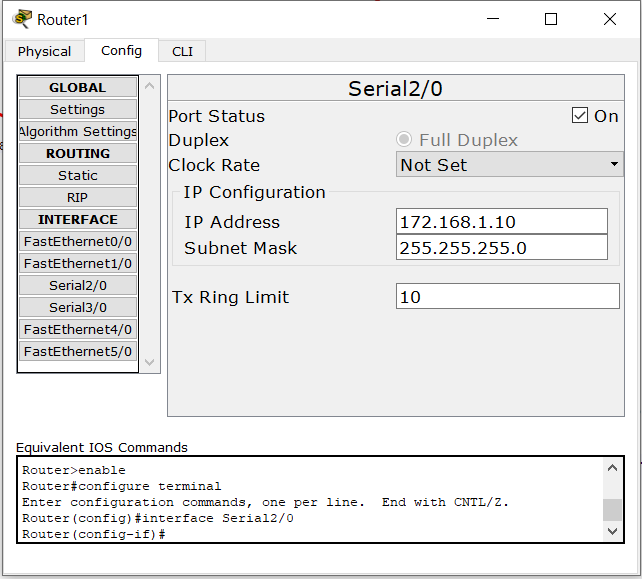 Router1
Physical Config CLI
GLOBAL
Settings
Algorithm Settings
ROUTING
Static
RIP
INTERFACE
FastEthernet0/0
FastEthernet1/0
Serial2/0
Serial3/0
FastEthernet4/0
FastEthernet5/0
Serial2/0
Port Status On
Duplex Full Duplex
Clock Rate Not Set
IP Configuration
IP Address 172.168.1.10
Subnet Mask 255.255.255.0
Tx Ring Limit 10
Equivalent IOS Commands
Router>enable
Router#configure terminal
Enter configuration commands, one per line.  End with CNTL/Z.
Router(config)#interface Serial2/0
Router(config-if)#